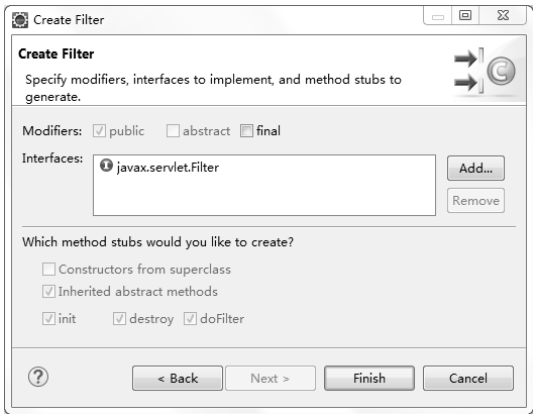 Create Filter
Create Filter
Specify modifiers, interfaces to implement, and method stubs to
generate.
Modifiers: public abstract final
Interfaces: javax.servlet.Filter Add...
Remove
Which method stubs would you like to create?
Constructors from superclass
Inherited abstract methods
init destroy doFilter
< Back Next > Finish Cancel